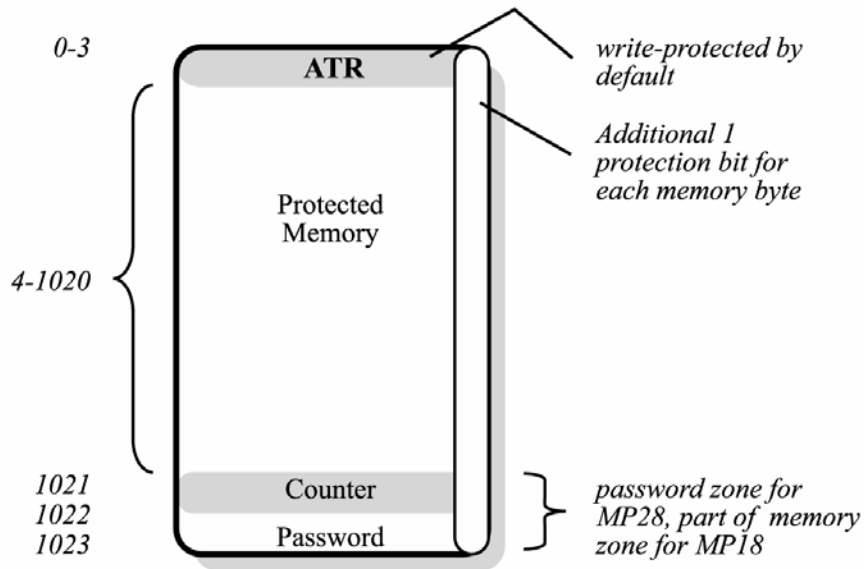 0-3
ATR
write-protected by
default
Additional 1
protection bit for
each memory byte
Protected
Memory
4-1020
1021
Counter
1022
1023
Password
password zone for
MP28, part of memory
zone for MP18